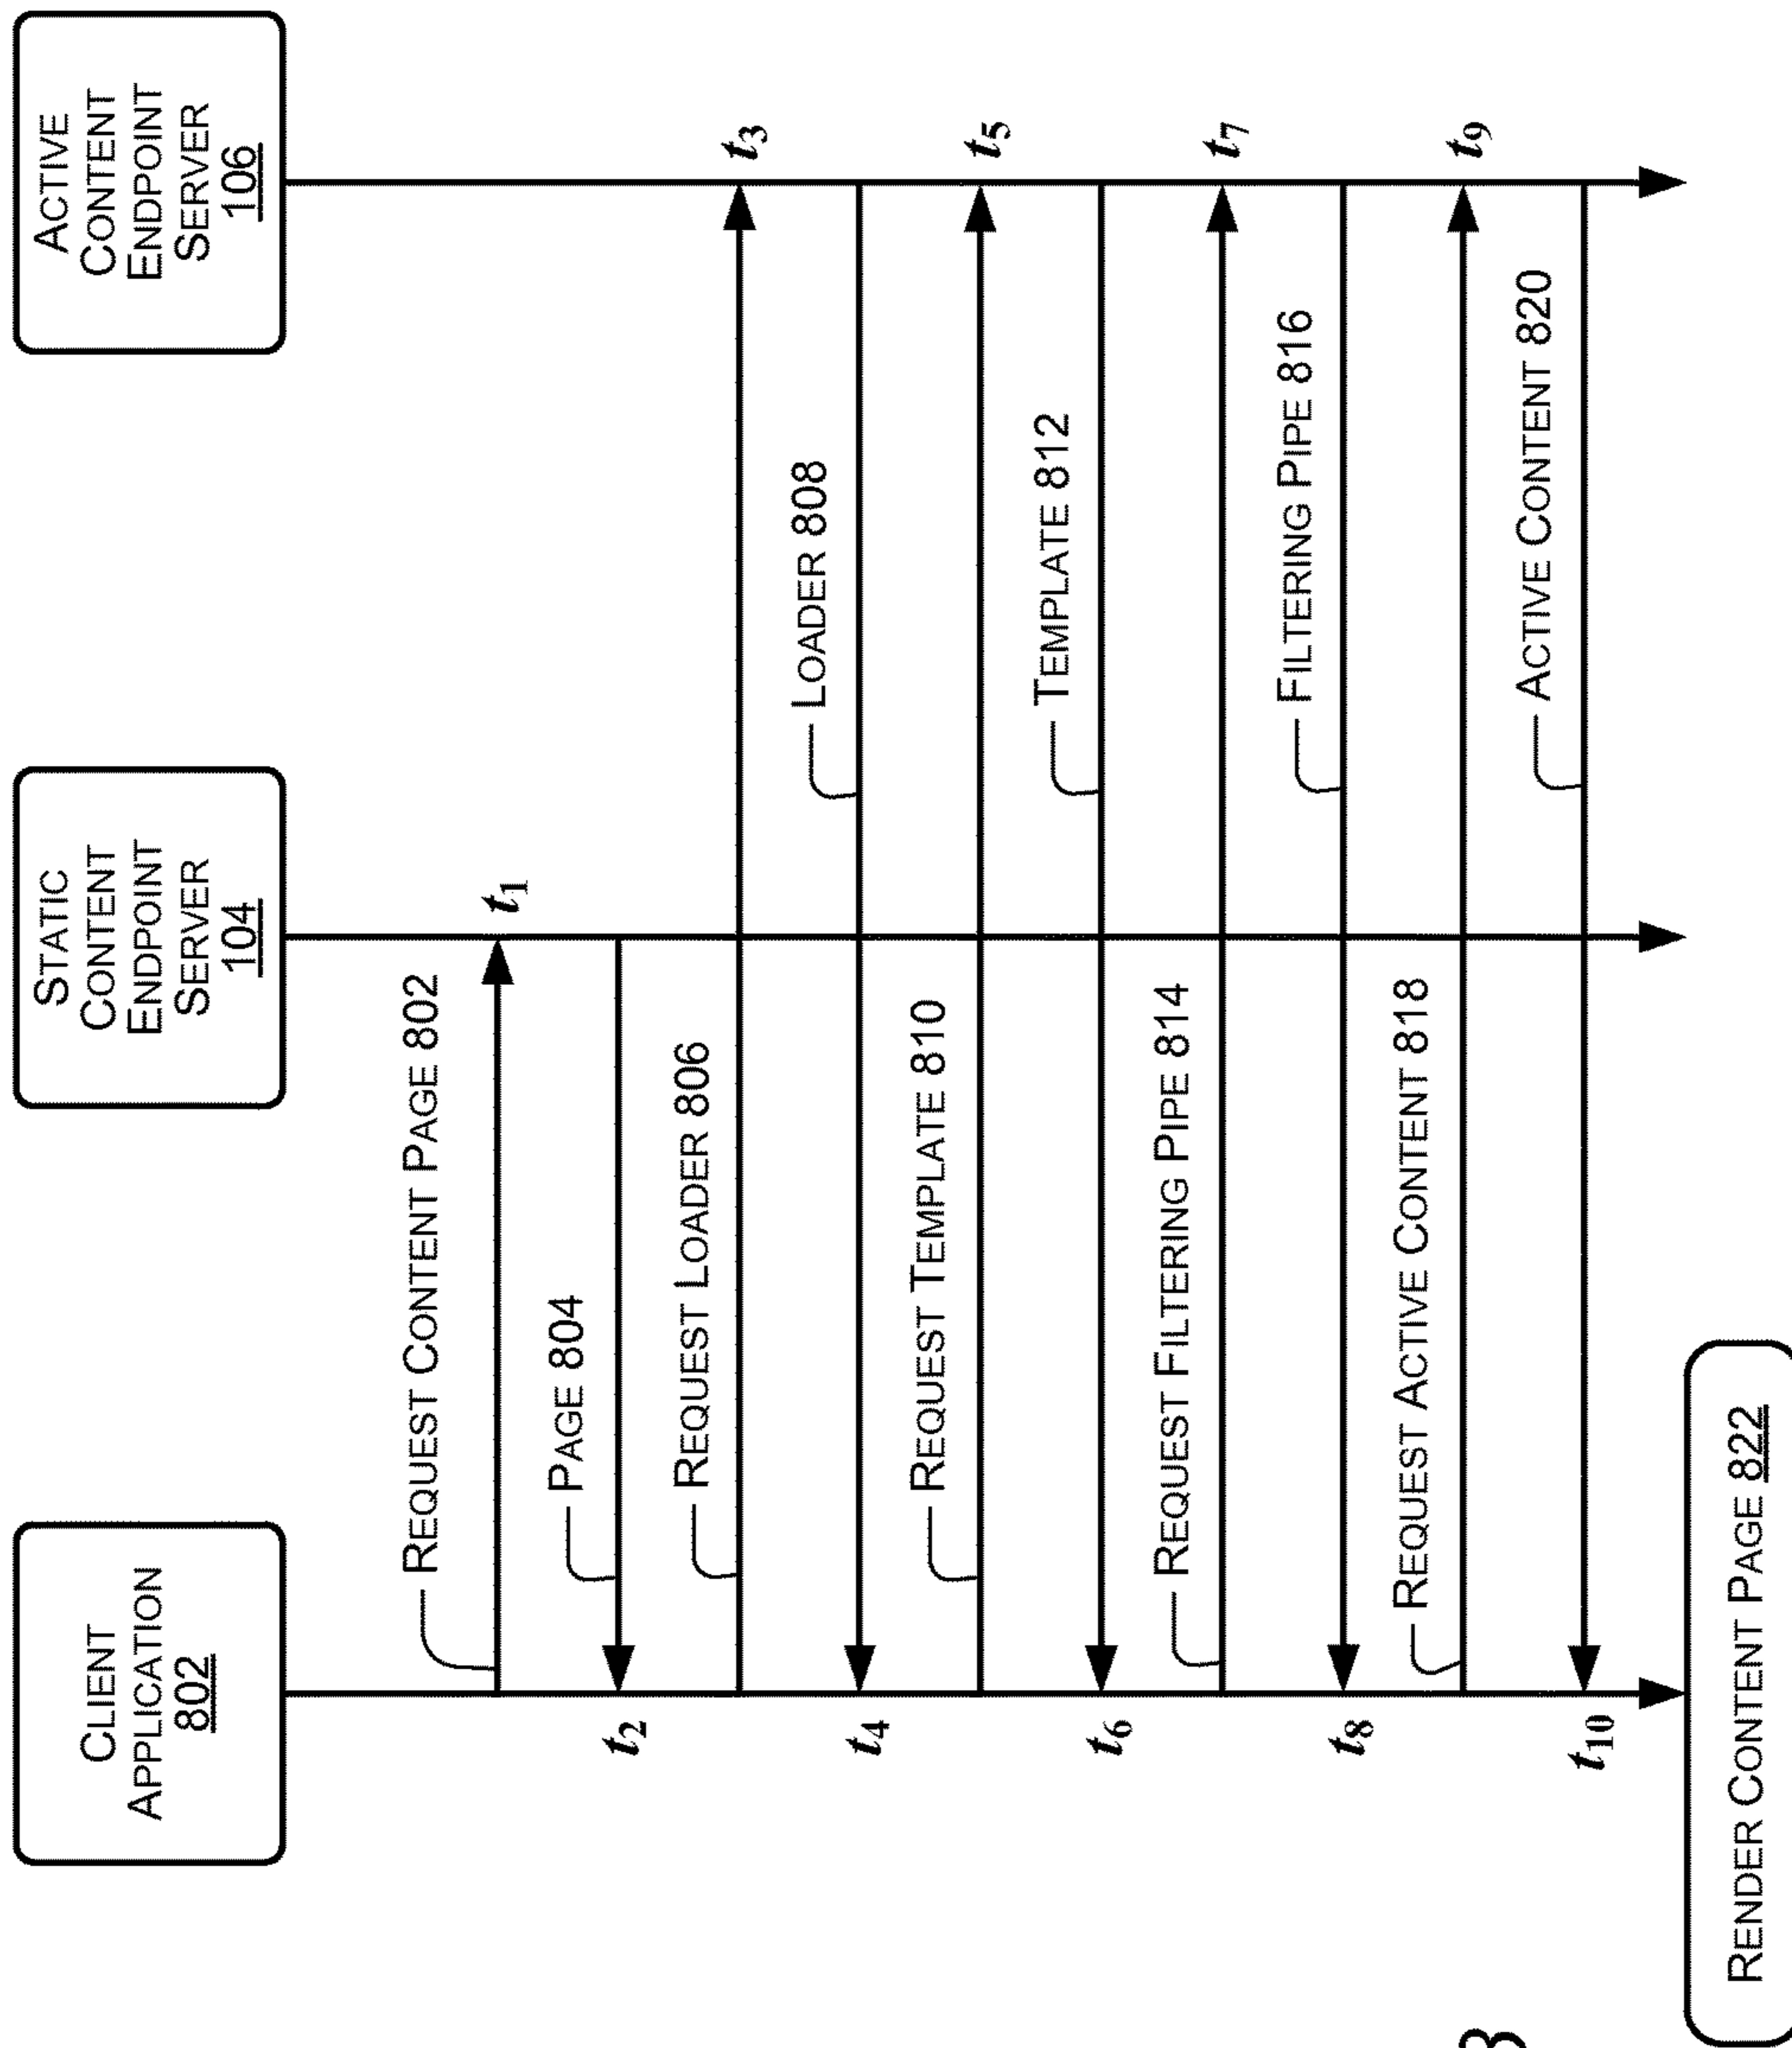 CLIENT
APPLICATION
802
STATIC
CONTENT
ENDPOINT
SERVER
104
ACTIVE
CONTENT
ENDPOINT
SERVER
106
REQUEST CONTENT PAGE 802
t1
PAGE 804
t2
REQUEST LOADER 806
t3
LOADER 808
t4
REQUEST TEMPLATE 810
t5
TEMPLATE 812
t6
REQUEST FILTERING PIPE 814
t7
FILTERING PIPE 816
t8
REQUEST ACTIVE CONTENT 818
t9
ACTIVE CONTENT 820
t10
RENDER CONTENT PAGE 822